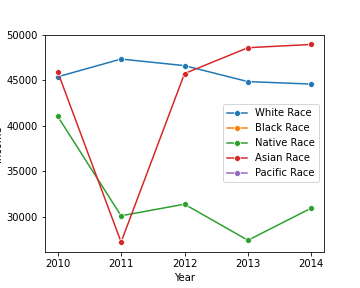 50000
45000
40000
35000
30000
White Race
Black Race
Native Race
Asian Race
Pacific Race
2010 2011 2012 2013 2014
Year